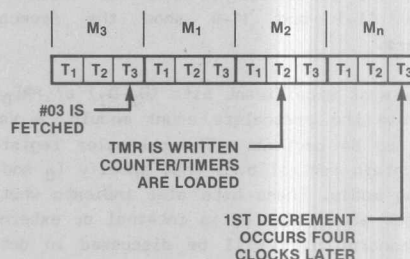 M3 M1 M2 Mn
T1 T2 T3 T1 T2 T3 T1 T2 T3 T1 T2 T3
#03 IS
FETCHED
TMR IS WRITTEN
COUNTER/TIMERS
ARE LOADED
1ST DECREMENT
OCCURS FOUR
CLOCKS LATER